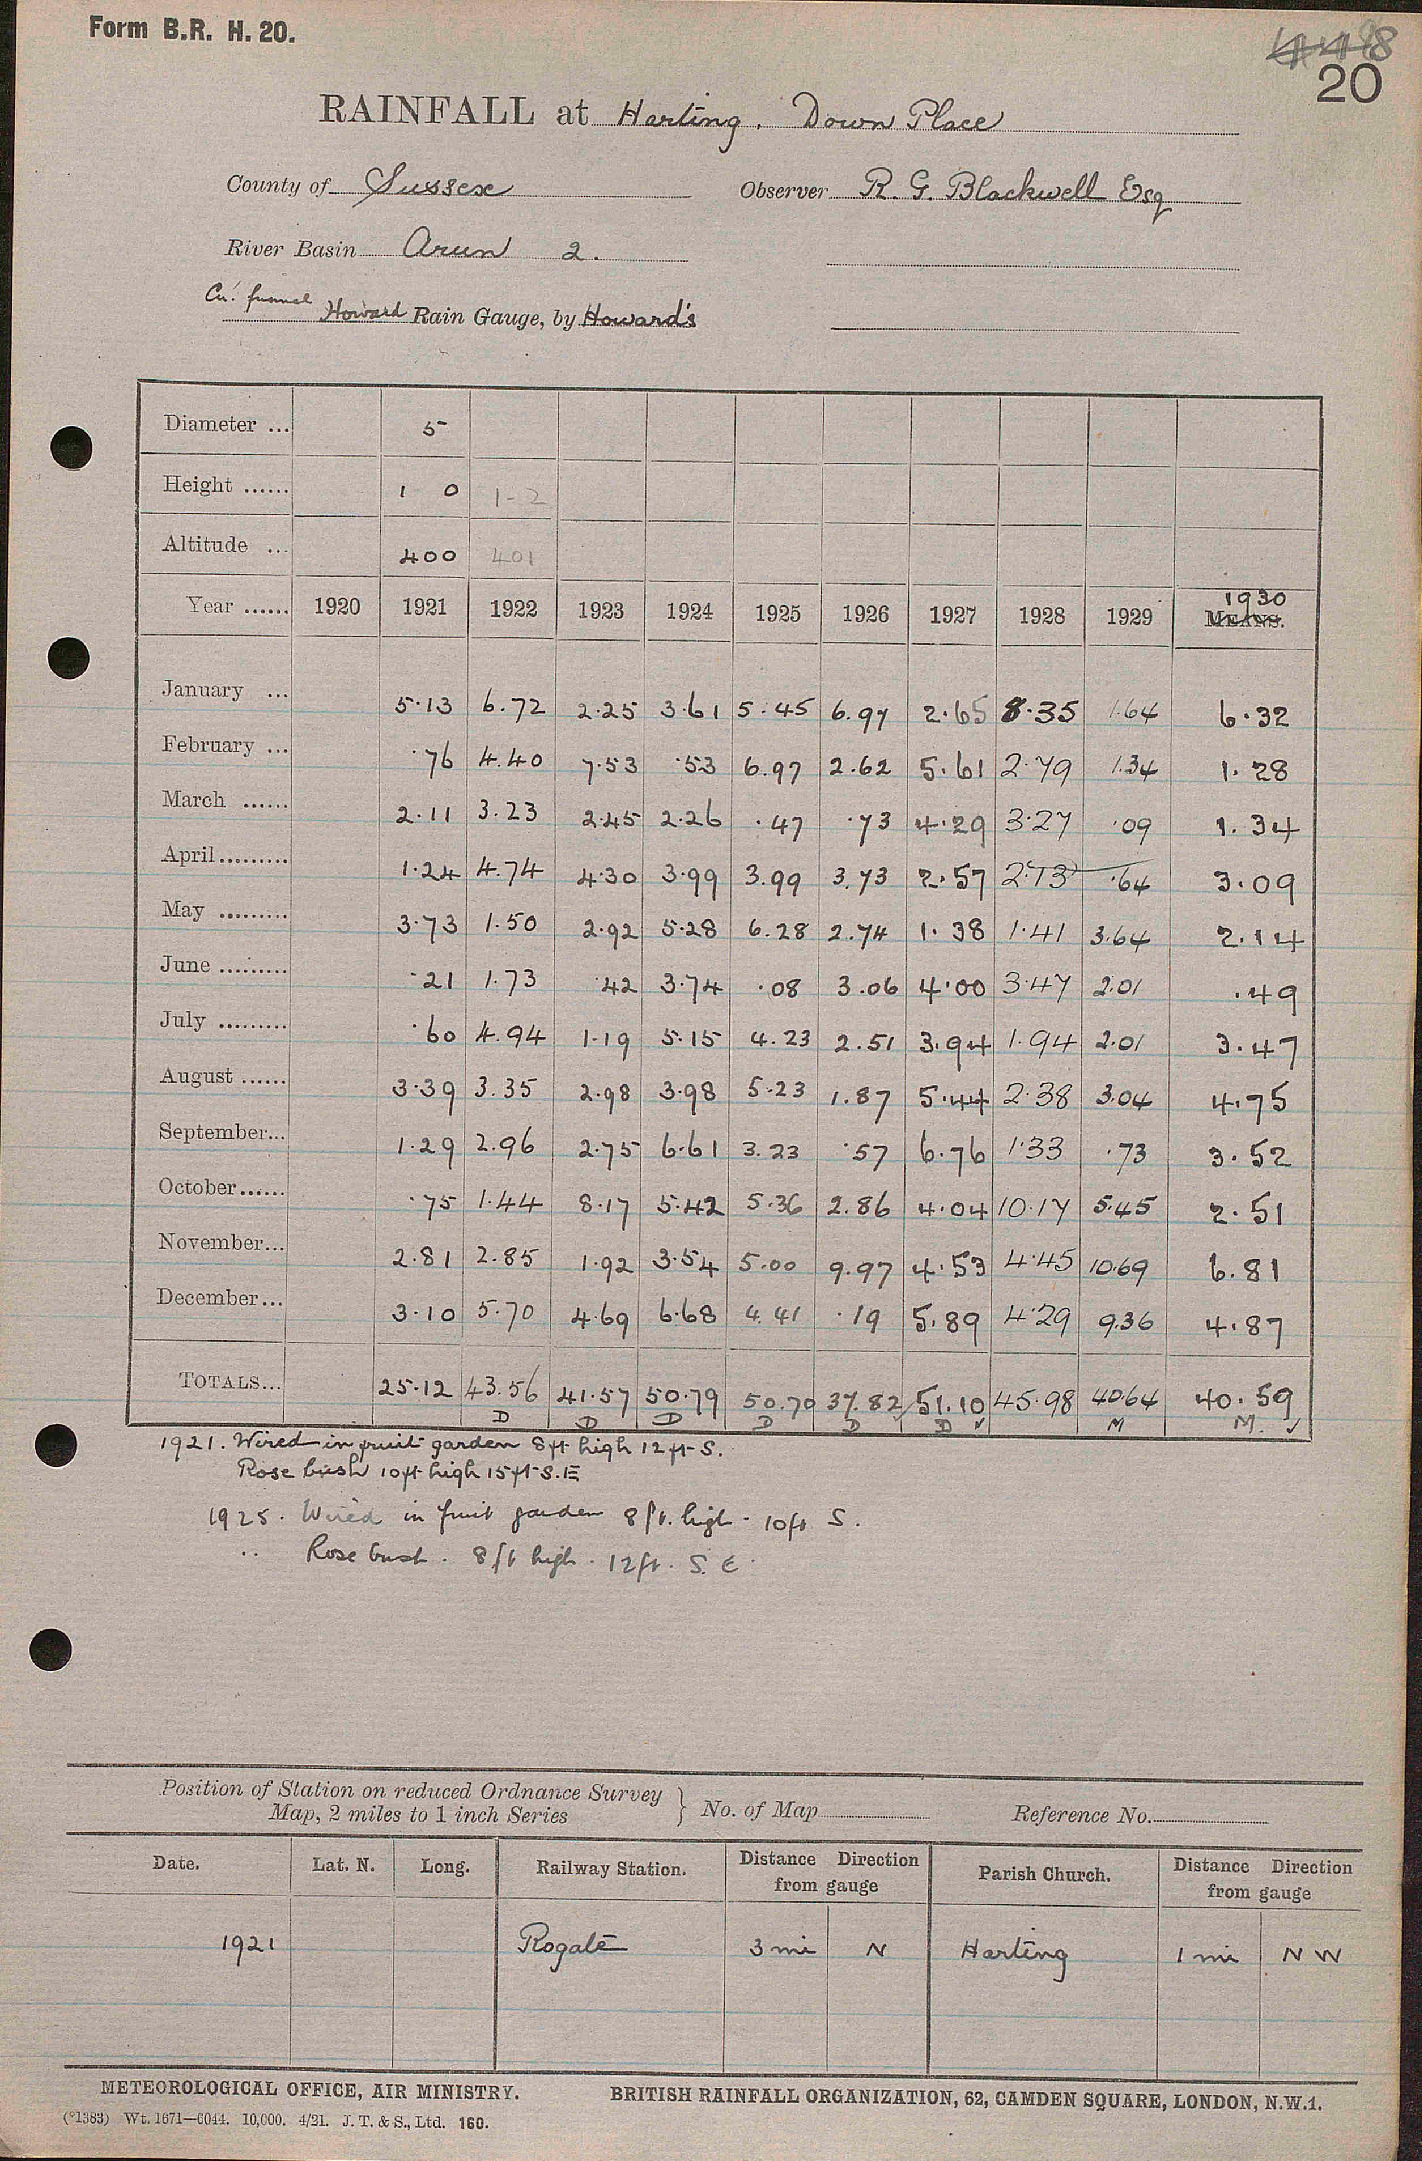 Form B.R. H. 20.
20
RAINFALL at Harting. Down Place
County of Sussex Observer R. G. Blackwell Esq
River Basin Arun 2.
Cu. funnel Howard Rain Gauge, by Howard's
Diameter ... 5
Height ...... 1 0 1-2
Altitude ... 400 401
Year ...... 1920 1921 1922 1923 1924 1925 1926 1927 1928 1929 1930 MEANS.
January ... 5.13 6.72 2.25 3.61 5.45 6.97 2.65 8.35 1.64 6.32
February ... .76 4.40 7.53 .53 6.97 2.62 5.61 2.79 1.34 1.28
March ...... 2.11 3.23 2.45 2.26 .47 .73 4.29 3.27 .09 1.34
April ......... 1.24 4.74 4.30 3.99 3.99 3.73 2.57 2.13 .64 3.09
May ......... 3.73 1.50 2.92 5.28 6.28 2.74 1.38 1.41 3.64 2.14
June ......... .21 1.73 .42 3.74 .08 3.06 4.00 3.47 2.01 .49
July ......... .60 4.94 1.19 5.15 4.23 2.51 3.94 1.94 2.01 3.47
August ...... 3.39 3.35 2.98 3.98 5.23 1.87 5.44 2.38 3.04 4.75
September... 1.29 2.96 2.75 6.61 3.23 .57 6.76 1.33 .73 3.52
October...... .75 1.44 8.17 5.42 5.36 2.86 4.04 10.17 5.45 2.51
November... 2.81 2.85 1.92 3.54 5.00 9.97 4.53 4.45 10.69 6.81
December... 3.10 5.70 4.69 6.68 4.41 .19 5.89 4.29 9.36 4.87
TOTALS... 25.12 43.56 41.57 50.79 50.70 37.82 51.10 45.98 40.64 40.59
D D D D D D ✓ M M. ✓
1921. Wired in fruit garden 8ft high 12ft S.
Rose bush 10ft high 15ft S.E
1925. Wired in fruit garden 8ft. high - 10ft S.
.. Rose bush. 8ft high. 12ft. S.E.
Position of Station on reduced Ordnance Survey
Map, 2 miles to 1 inch Series } No. of Map Reference No.
Date. Lat. N. Long. Railway Station. Distance Direction from gauge Parish Church. Distance Direction from gauge
1921 Rogate 3 mi N Harting 1 mi N W
METEOROLOGICAL OFFICE, AIR MINISTRY. BRITISH RAINFALL ORGANIZATION, 62, CAMDEN SQUARE, LONDON, N.W.1.
(*1383) Wt. 1671—6044. 10,000. 4/21. J. T. & S., Ltd. 160.